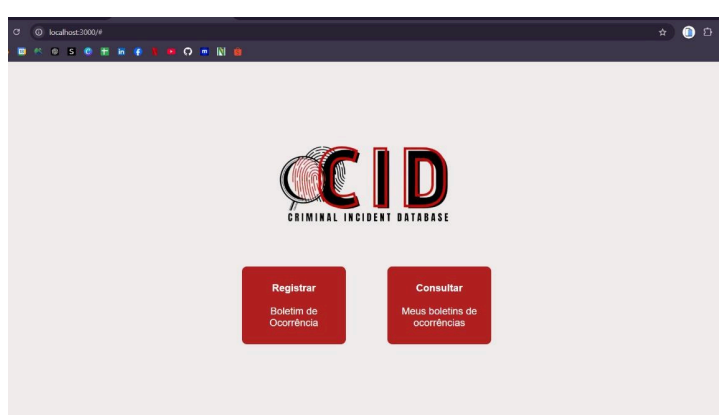 localhost:3000/#
CID
CRIMINAL INCIDENT DATABASE
Registrar
Boletim de
Ocorrência
Consultar
Meus boletins de
ocorrências